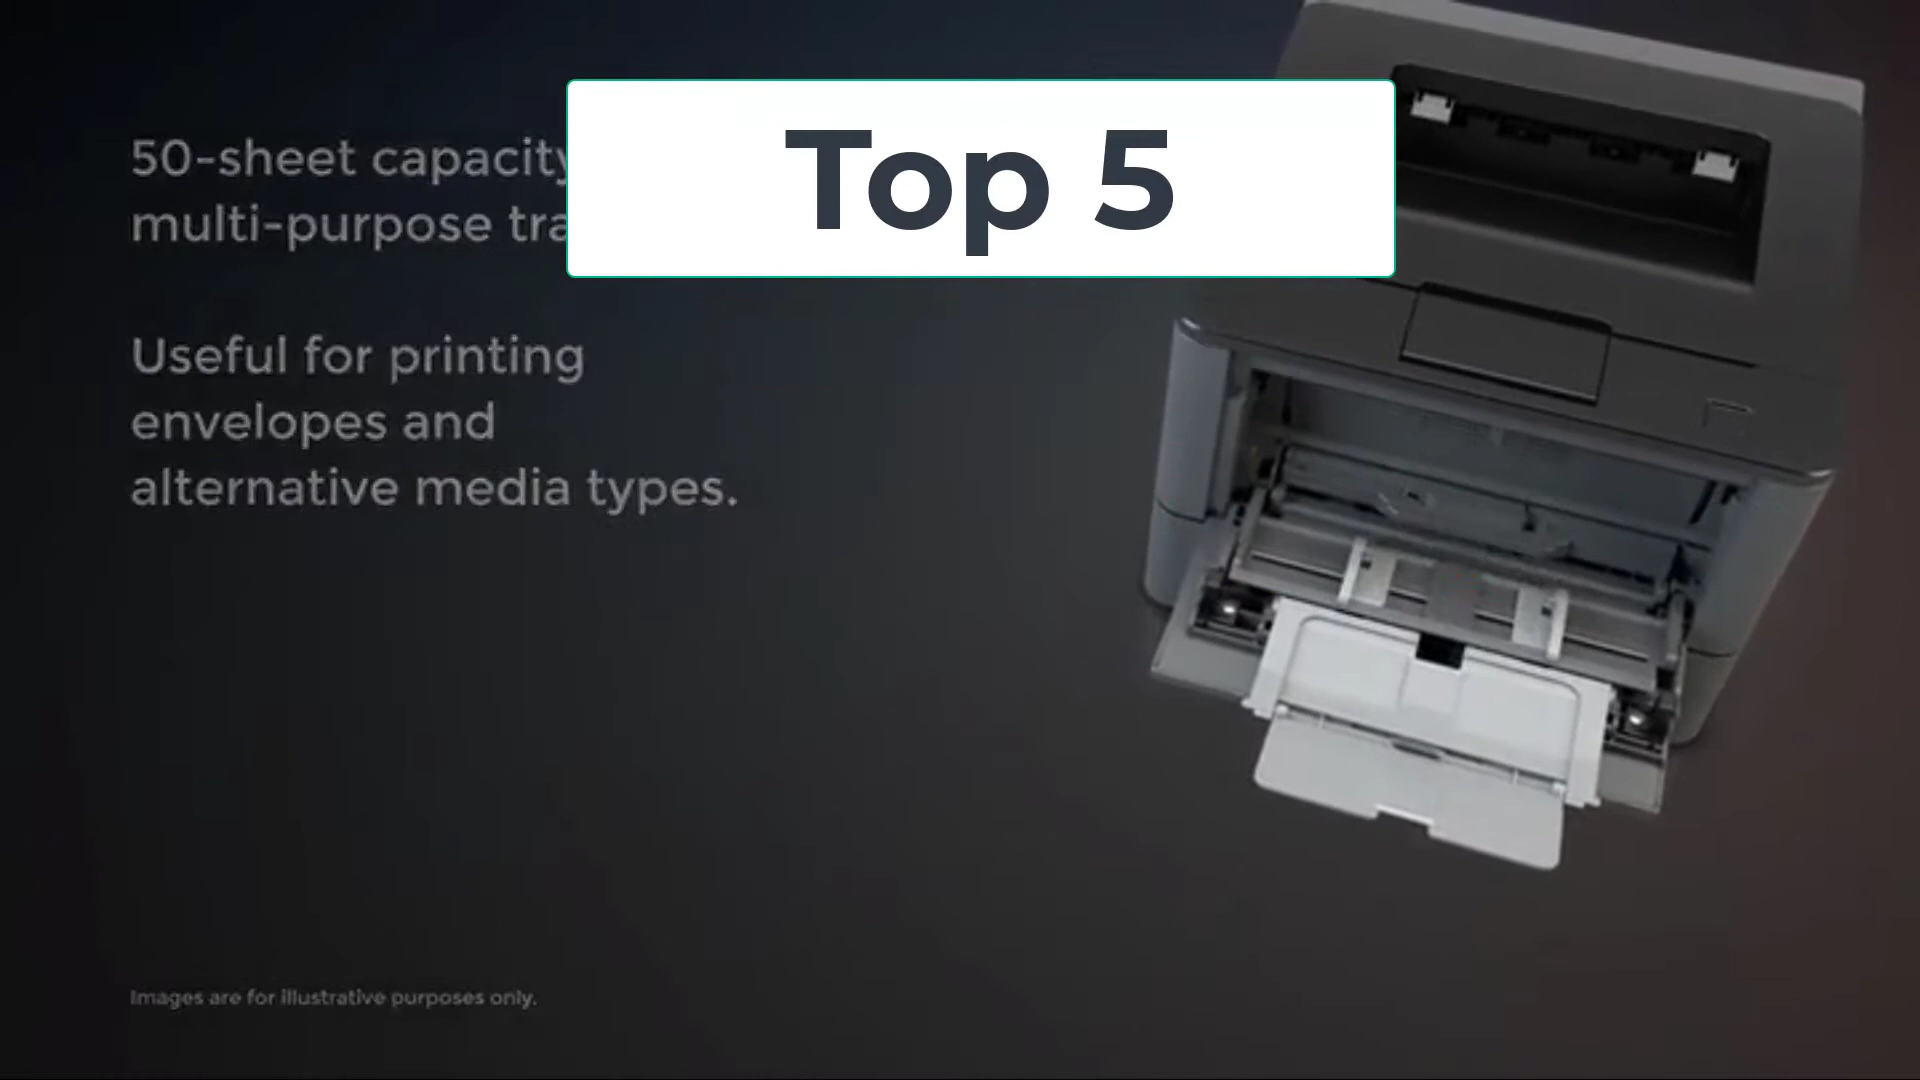 Top 5
50-sheet capacity
multi-purpose
Useful for printing
envelopes and
alternative media types.
Images are for illustrative purposes only.